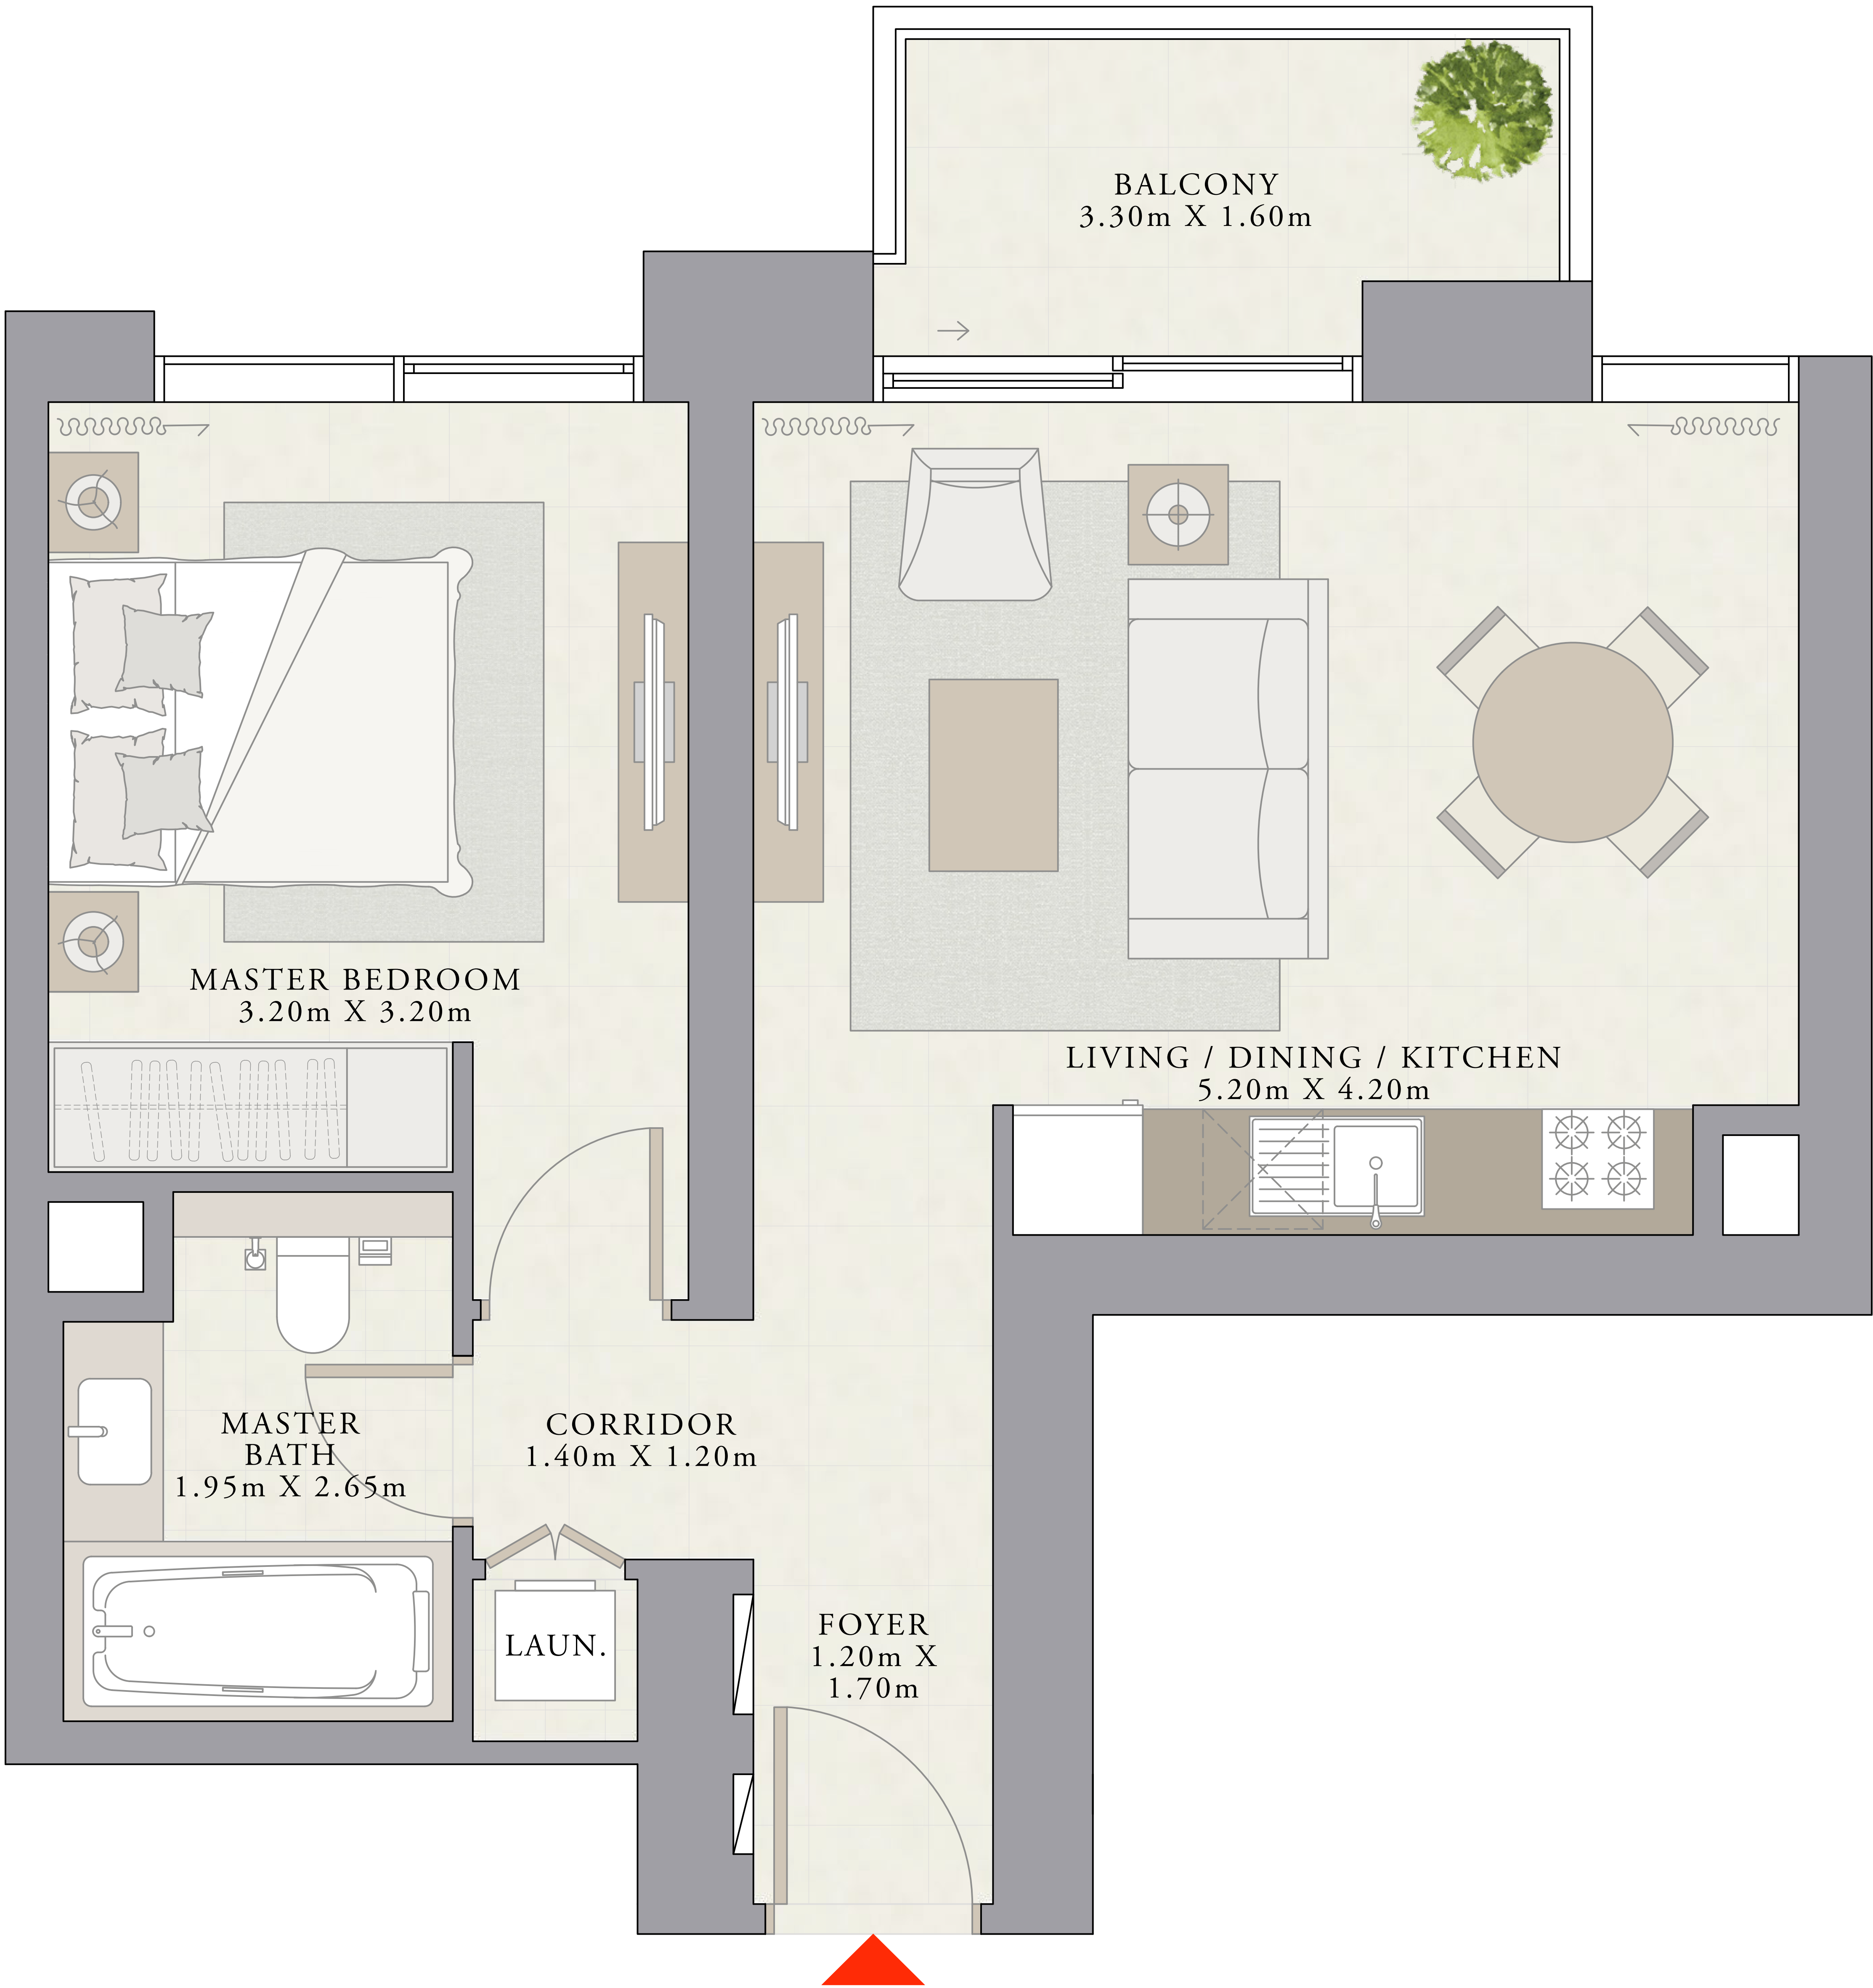 BALCONY
3.30m X 1.60m
MASTER BEDROOM
3.20m X 3.20m
LIVING / DINING / KITCHEN
5.20m X 4.20m
MASTER
BATH
1.95m X 2.65m
CORRIDOR
1.40m X 1.20m
LAUN.
FOYER
1.20m X
1.70m